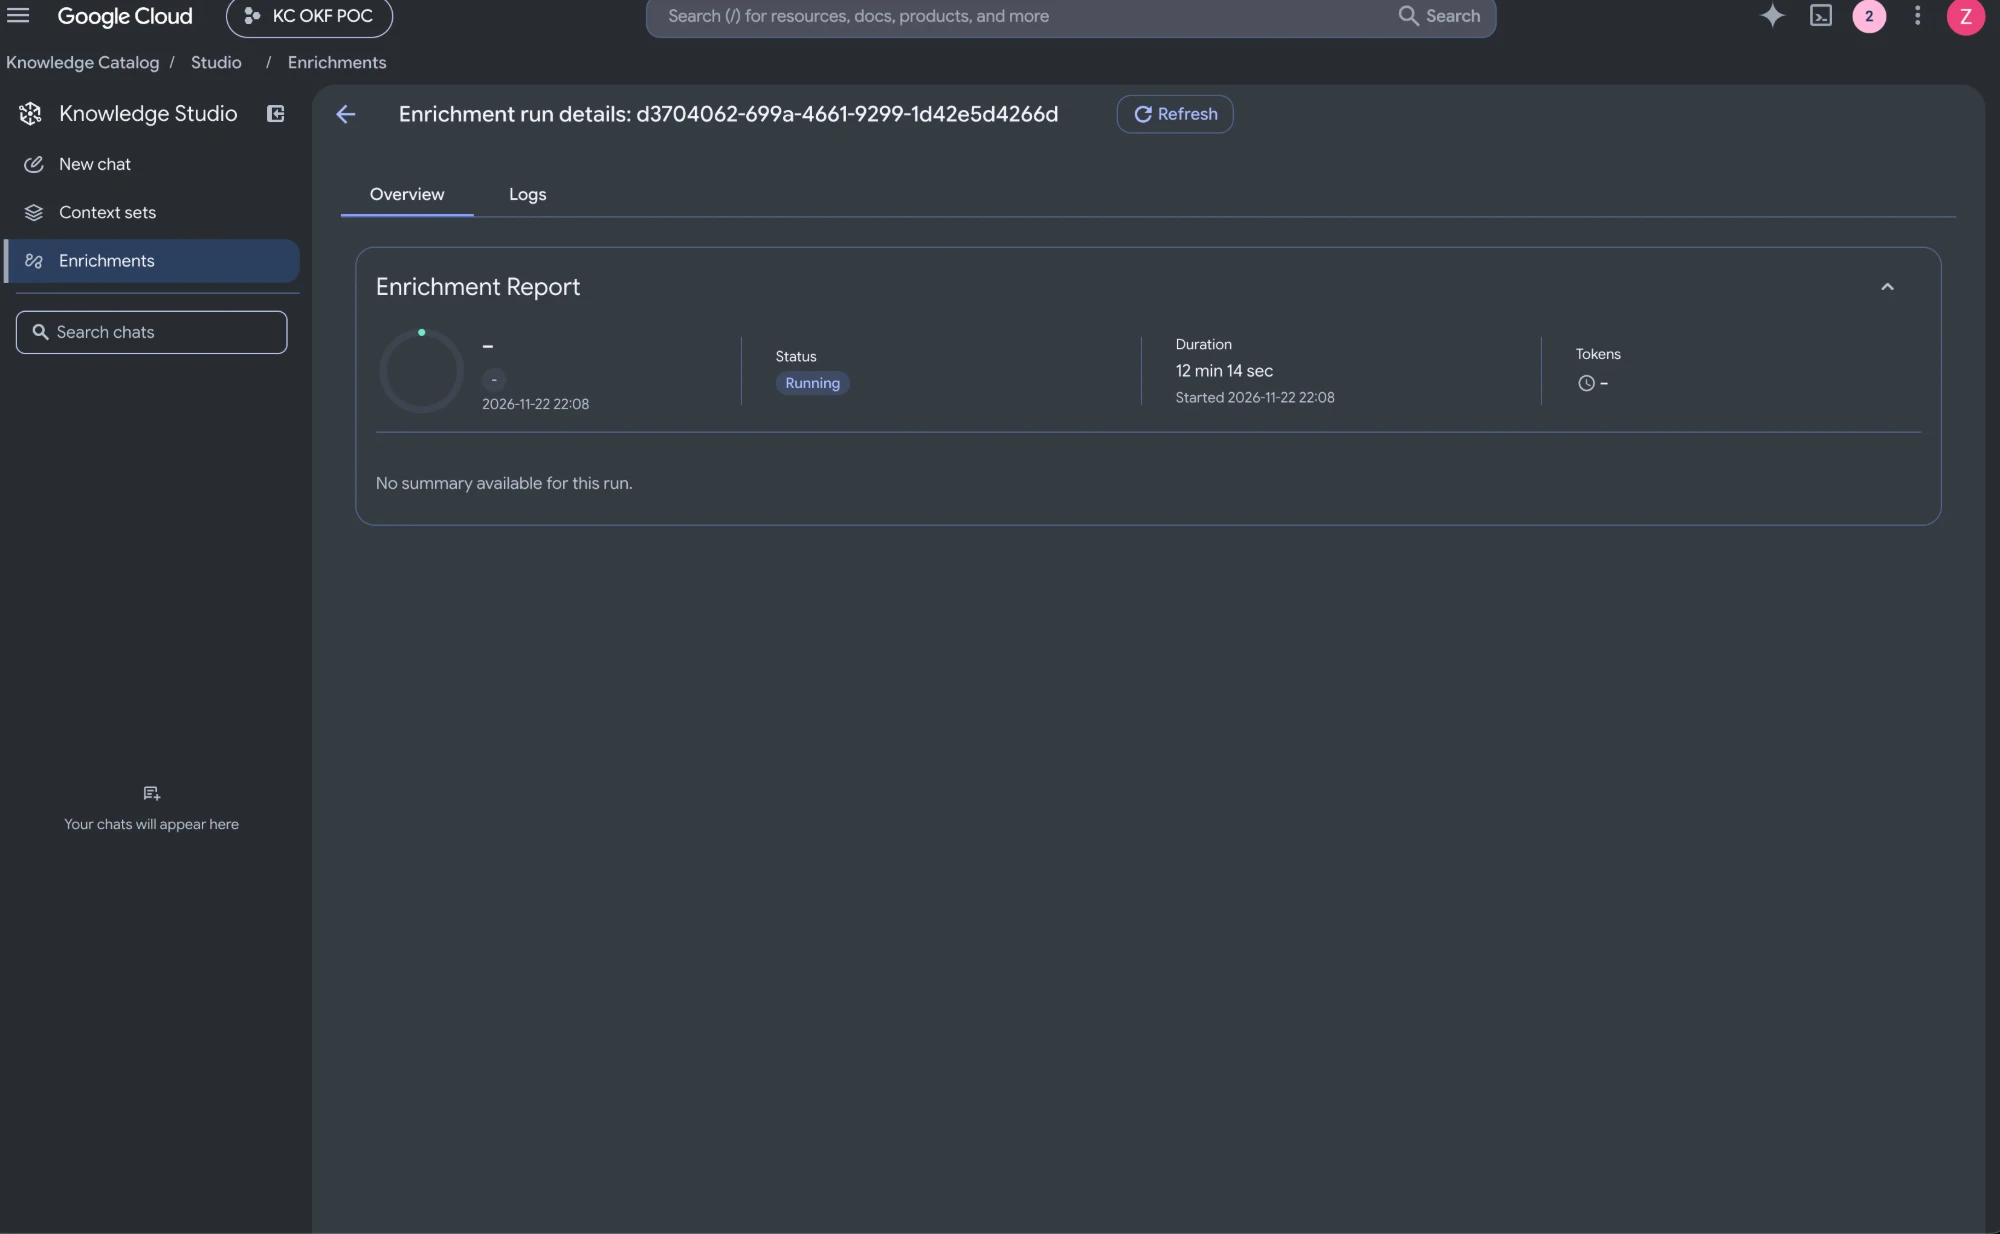 Google Cloud
KC OKF POC
Search (/) for resources, docs, products, and more
Search
2
Z
Knowledge Catalog / Studio / Enrichments
Knowledge Studio
New chat
Context sets
Enrichments
Search chats
Your chats will appear here
Enrichment run details: d3704062-699a-4661-9299-1d42e5d4266d
Refresh
Overview
Logs
Enrichment Report
–
-
2026-11-22 22:08
Status
Running
Duration
12 min 14 sec
Started 2026-11-22 22:08
Tokens
–
No summary available for this run.